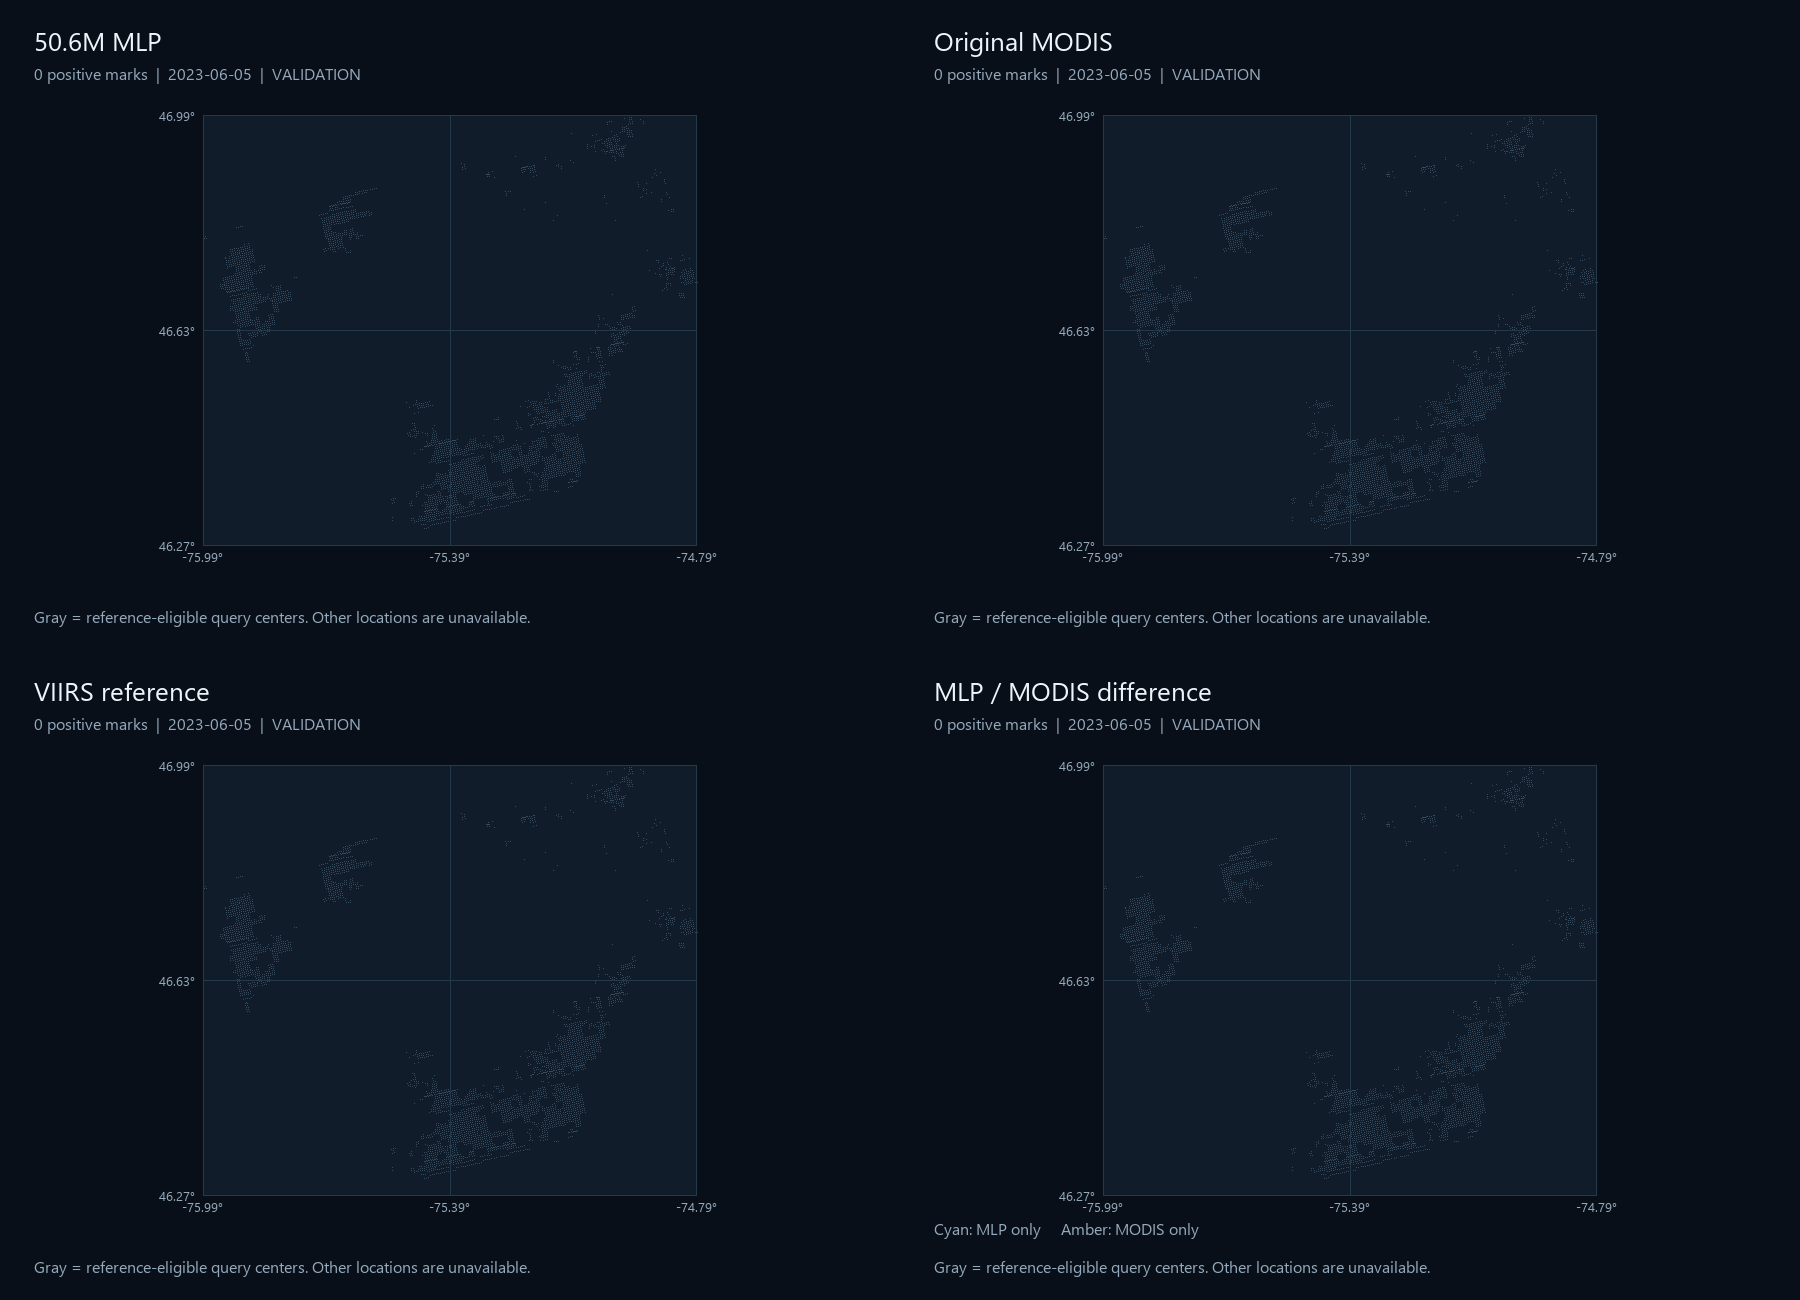 50.6M MLP
0 positive marks | 2023-06-05 | VALIDATION
46.99°
46.63°
46.27°
-75.99°
-75.39°
-74.79°
Gray = reference-eligible query centers. Other locations are unavailable.
Original MODIS
0 positive marks | 2023-06-05 | VALIDATION
46.99°
46.63°
46.27°
-75.99°
-75.39°
-74.79°
Gray = reference-eligible query centers. Other locations are unavailable.
VIIRS reference
0 positive marks | 2023-06-05 | VALIDATION
46.99°
46.63°
46.27°
-75.99°
-75.39°
-74.79°
Gray = reference-eligible query centers. Other locations are unavailable.
MLP / MODIS difference
0 positive marks | 2023-06-05 | VALIDATION
46.99°
46.63°
46.27°
-75.99°
-75.39°
-74.79°
Cyan: MLP only Amber: MODIS only
Gray = reference-eligible query centers. Other locations are unavailable.